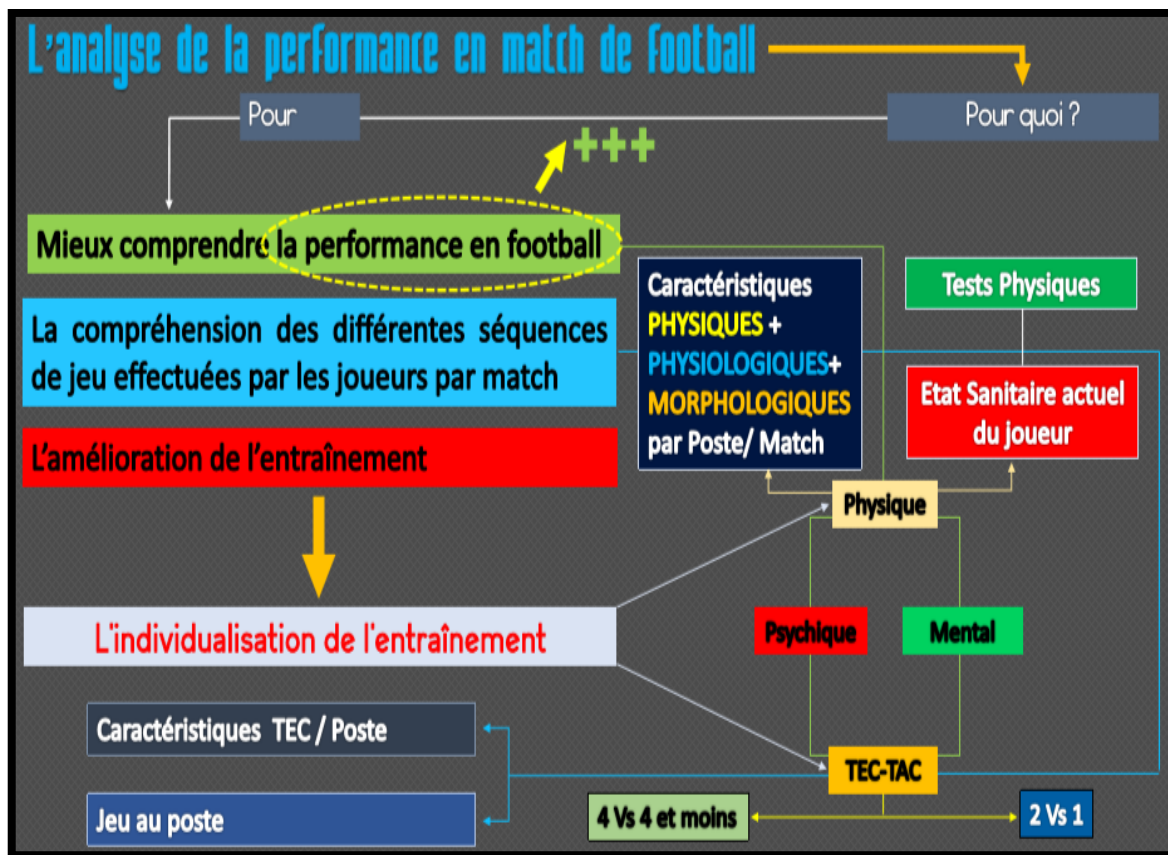 L'analyse de la performance en match de football
Pour
Pour quoi ?
+++
Mieux comprendre la performance en football
La compréhension des différentes séquences
de jeu effectuées par les joueurs par match
L'amélioration de l'entraînement
Caractéristiques
PHYSIQUES +
PHYSIOLOGIQUES+
MORPHOLOGIQUES
par Poste/ Match
Tests Physiques
Etat Sanitaire actuel
du joueur
Physique
L'individualisation de l'entraînement
Psychique
Mental
Caractéristiques TEC / Poste
TEC-TAC
Jeu au poste
4 Vs 4 et moins
2 Vs 1